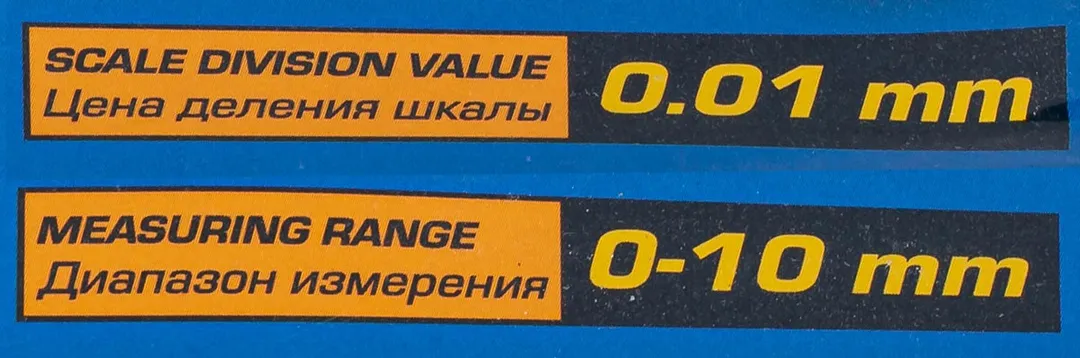 SCALE DIVISION VALUE
Цена деления шкалы
0.01 mm
MEASURING RANGE
Диапазон измерения
0-10 mm